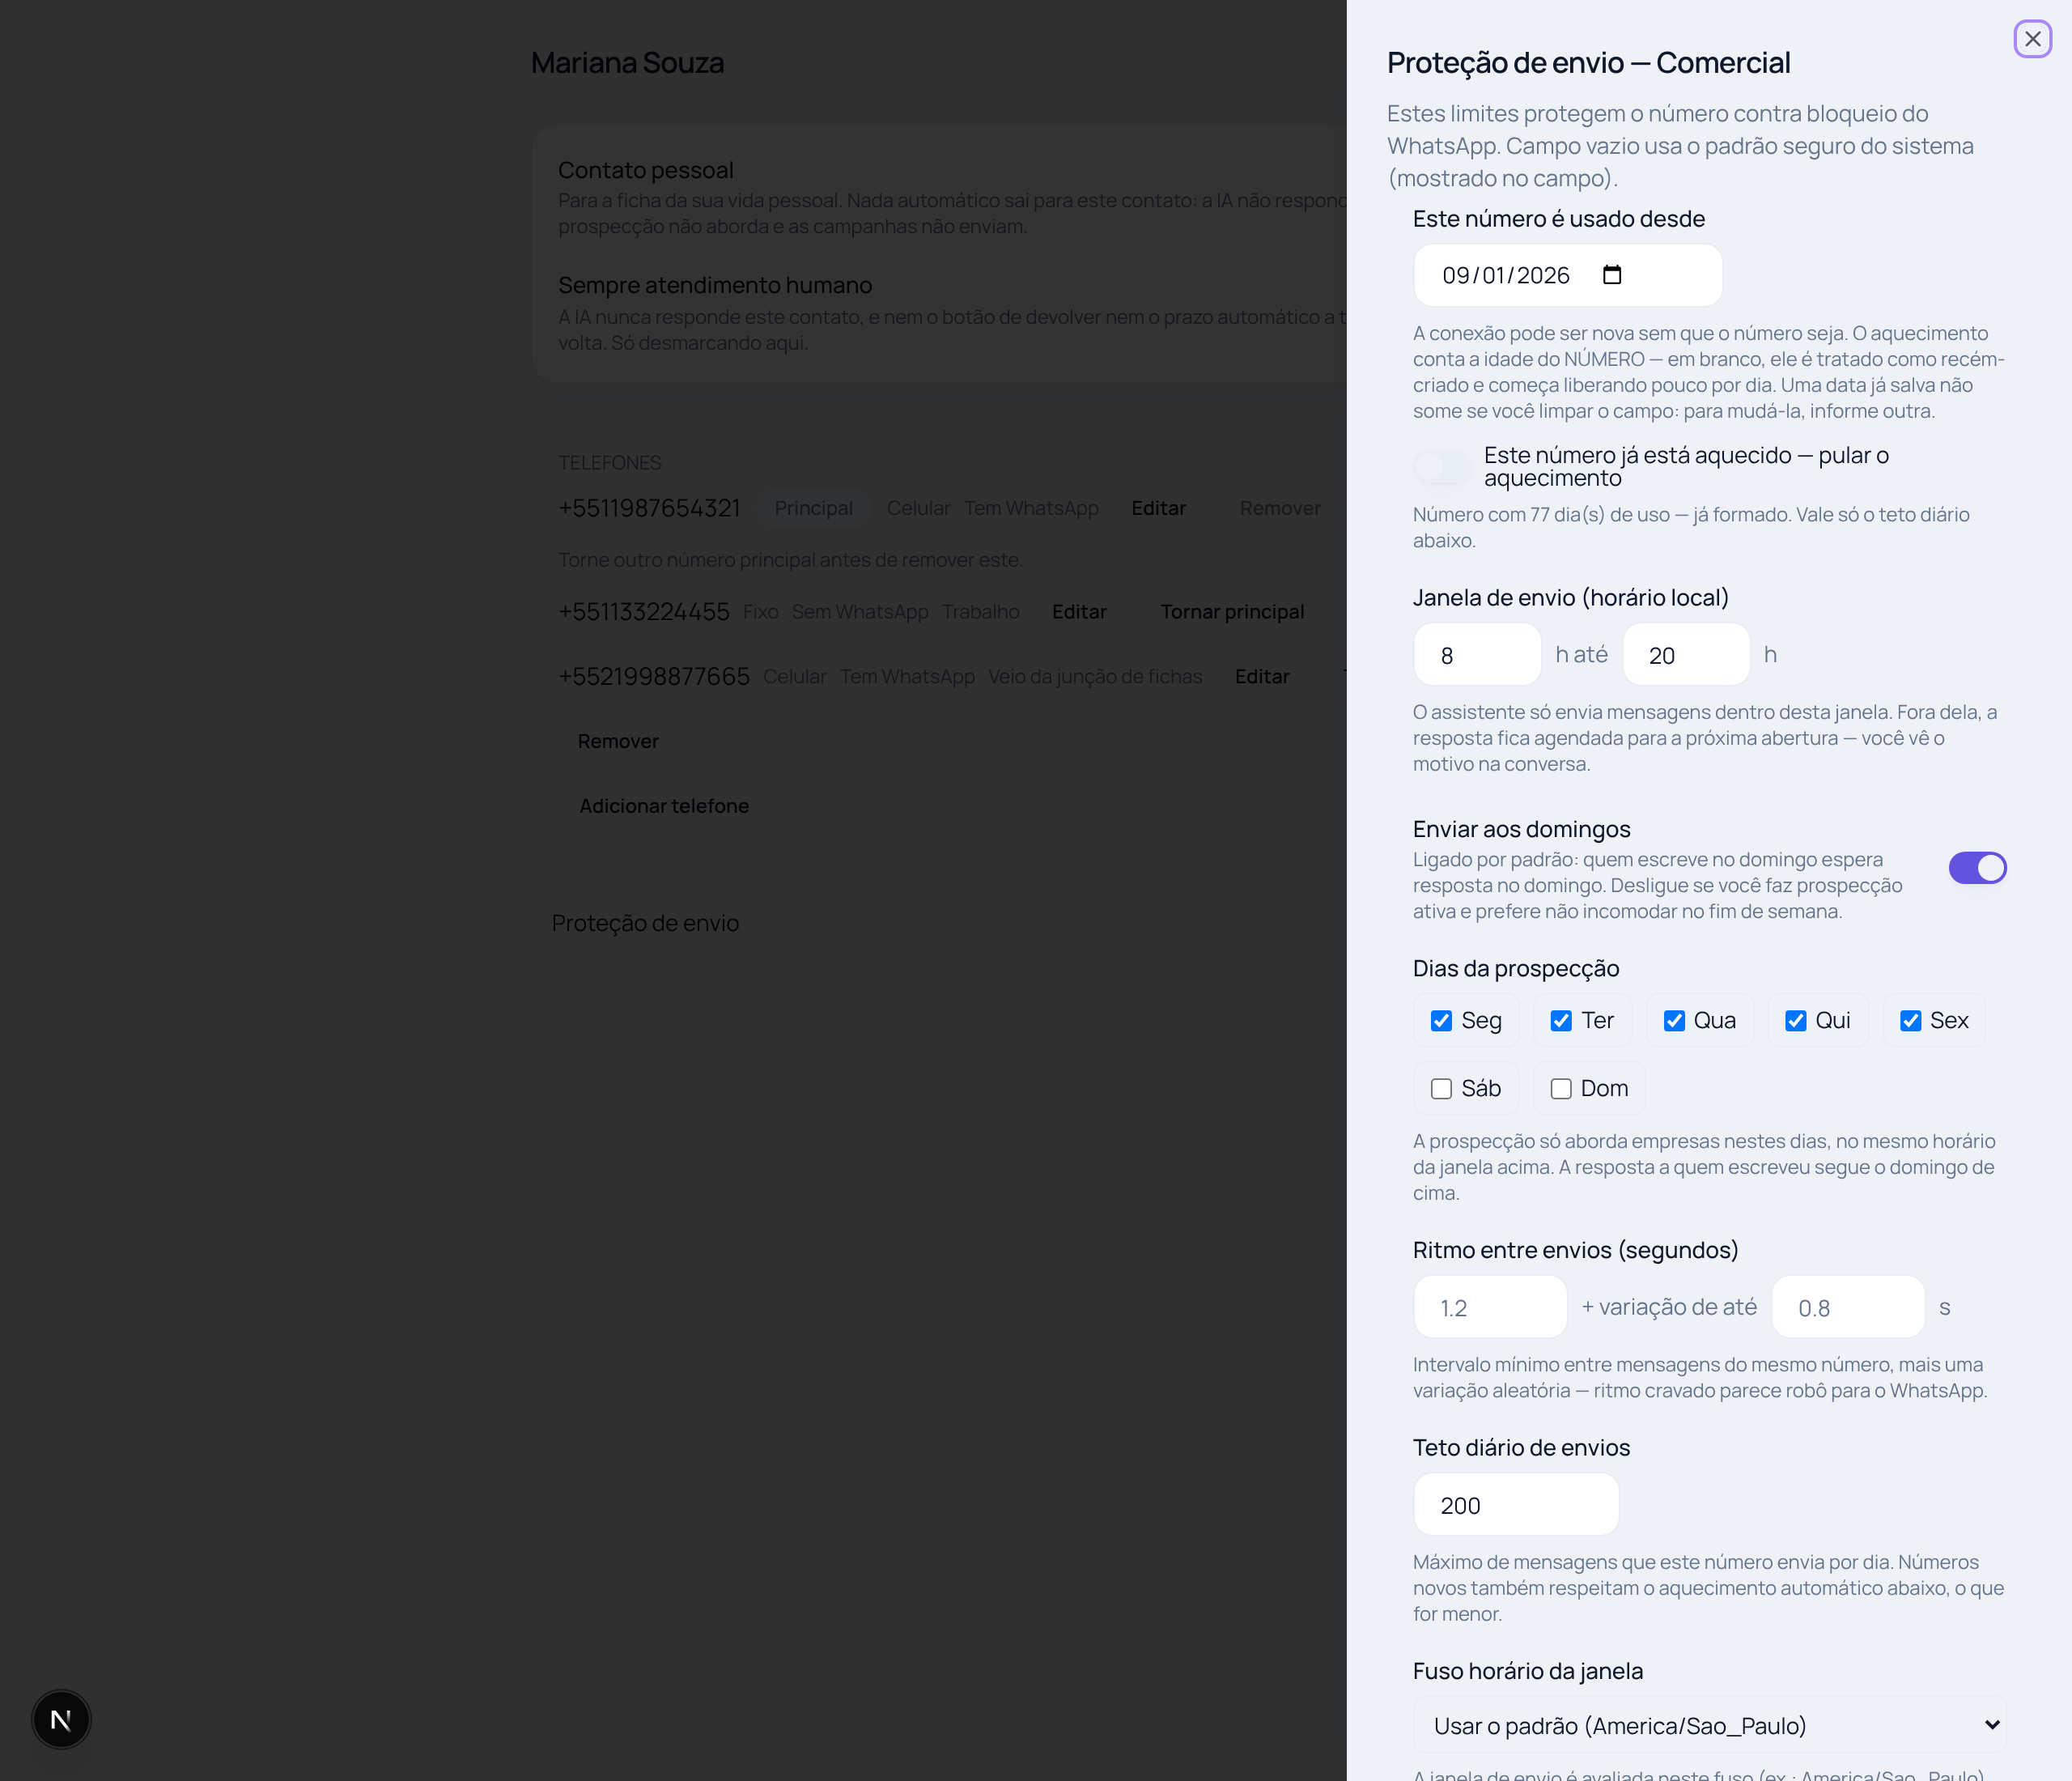 Mariana Souza
Contato pessoal
Para a ficha da sua vida pessoal. Nada automático sai para este contato: a IA não respond
prospecção não aborda e as campanhas não enviam.
Sempre atendimento humano
A IA nunca responde este contato, e nem o botão de devolver nem o prazo automático a t
volta. Só desmarcando aqui.
TELEFONES
+5511987654321 Principal Celular Tem WhatsApp Editar Remover
Torne outro número principal antes de remover este.
+551133224455 Fixo Sem WhatsApp Trabalho Editar Tornar principal
+5521998877665 Celular Tem WhatsApp Veio da junção de fichas Editar
Remover
Adicionar telefone
Proteção de envio
N
Proteção de envio — Comercial
Estes limites protegem o número contra bloqueio do
WhatsApp. Campo vazio usa o padrão seguro do sistema
(mostrado no campo).
Este número é usado desde
09/01/2026
A conexão pode ser nova sem que o número seja. O aquecimento
conta a idade do NÚMERO — em branco, ele é tratado como recém-
criado e começa liberando pouco por dia. Uma data já salva não
some se você limpar o campo: para mudá-la, informe outra.
Este número já está aquecido — pular o
aquecimento
Número com 77 dia(s) de uso — já formado. Vale só o teto diário
abaixo.
Janela de envio (horário local)
8 h até 20 h
O assistente só envia mensagens dentro desta janela. Fora dela, a
resposta fica agendada para a próxima abertura — você vê o
motivo na conversa.
Enviar aos domingos
Ligado por padrão: quem escreve no domingo espera
resposta no domingo. Desligue se você faz prospecção
ativa e prefere não incomodar no fim de semana.
Dias da prospecção
Seg Ter Qua Qui Sex
Sáb Dom
A prospecção só aborda empresas nestes dias, no mesmo horário
da janela acima. A resposta a quem escreveu segue o domingo de
cima.
Ritmo entre envios (segundos)
1.2 + variação de até 0.8 s
Intervalo mínimo entre mensagens do mesmo número, mais uma
variação aleatória — ritmo cravado parece robô para o WhatsApp.
Teto diário de envios
200
Máximo de mensagens que este número envia por dia. Números
novos também respeitam o aquecimento automático abaixo, o que
for menor.
Fuso horário da janela
Usar o padrão (America/Sao_Paulo)
A janela de envio é avaliada neste fuso (ex.: America/Sao_Paulo).